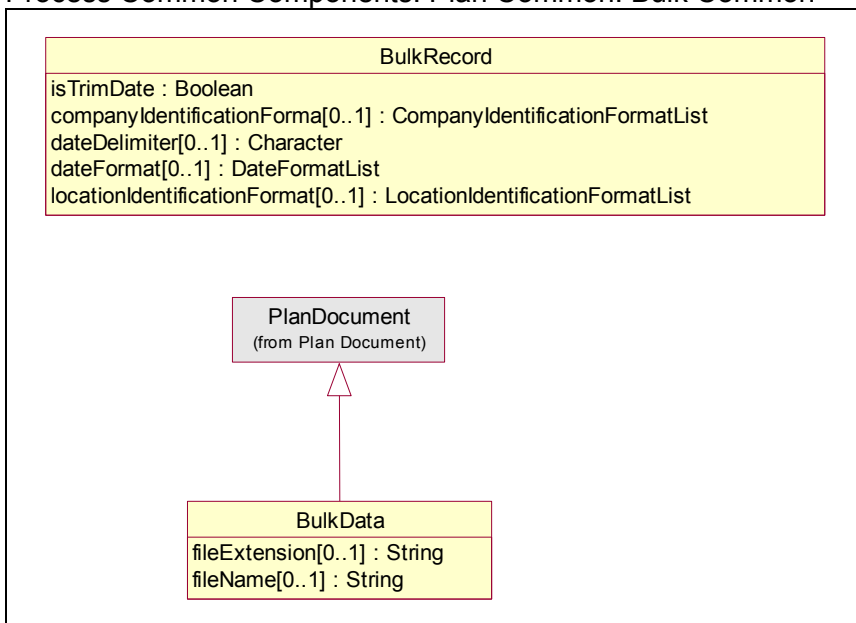 Process Common Components: Plan Common: Bulk Common
BulkRecord
isTrimDate : Boolean
companyIdentificationForma[0..1] : CompanyIdentificationFormatList
dateDelimiter[0..1] : Character
dateFormat[0..1] : DateFormatList
locationIdentificationFormat[0..1] : LocationIdentificationFormatList
PlanDocument
(from Plan Document)
BulkData
fileExtension[0..1] : String
fileName[0..1] : String